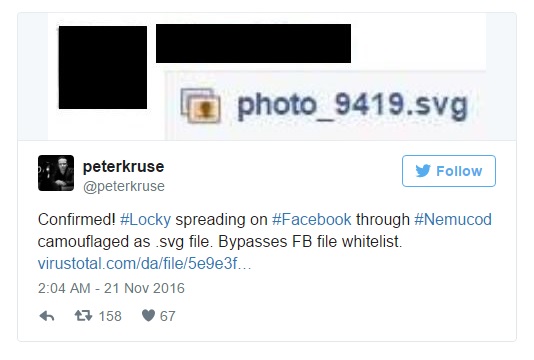 photo_9419.svg
peterkruse
@peterkruse
Follow
Confirmed! #Locky spreading on #Facebook through #Nemucod
camouflaged as .svg file. Bypasses FB file whitelist.
virustotal.com/da/file/5e9e3f…
2:04 AM - 21 Nov 2016
158 67